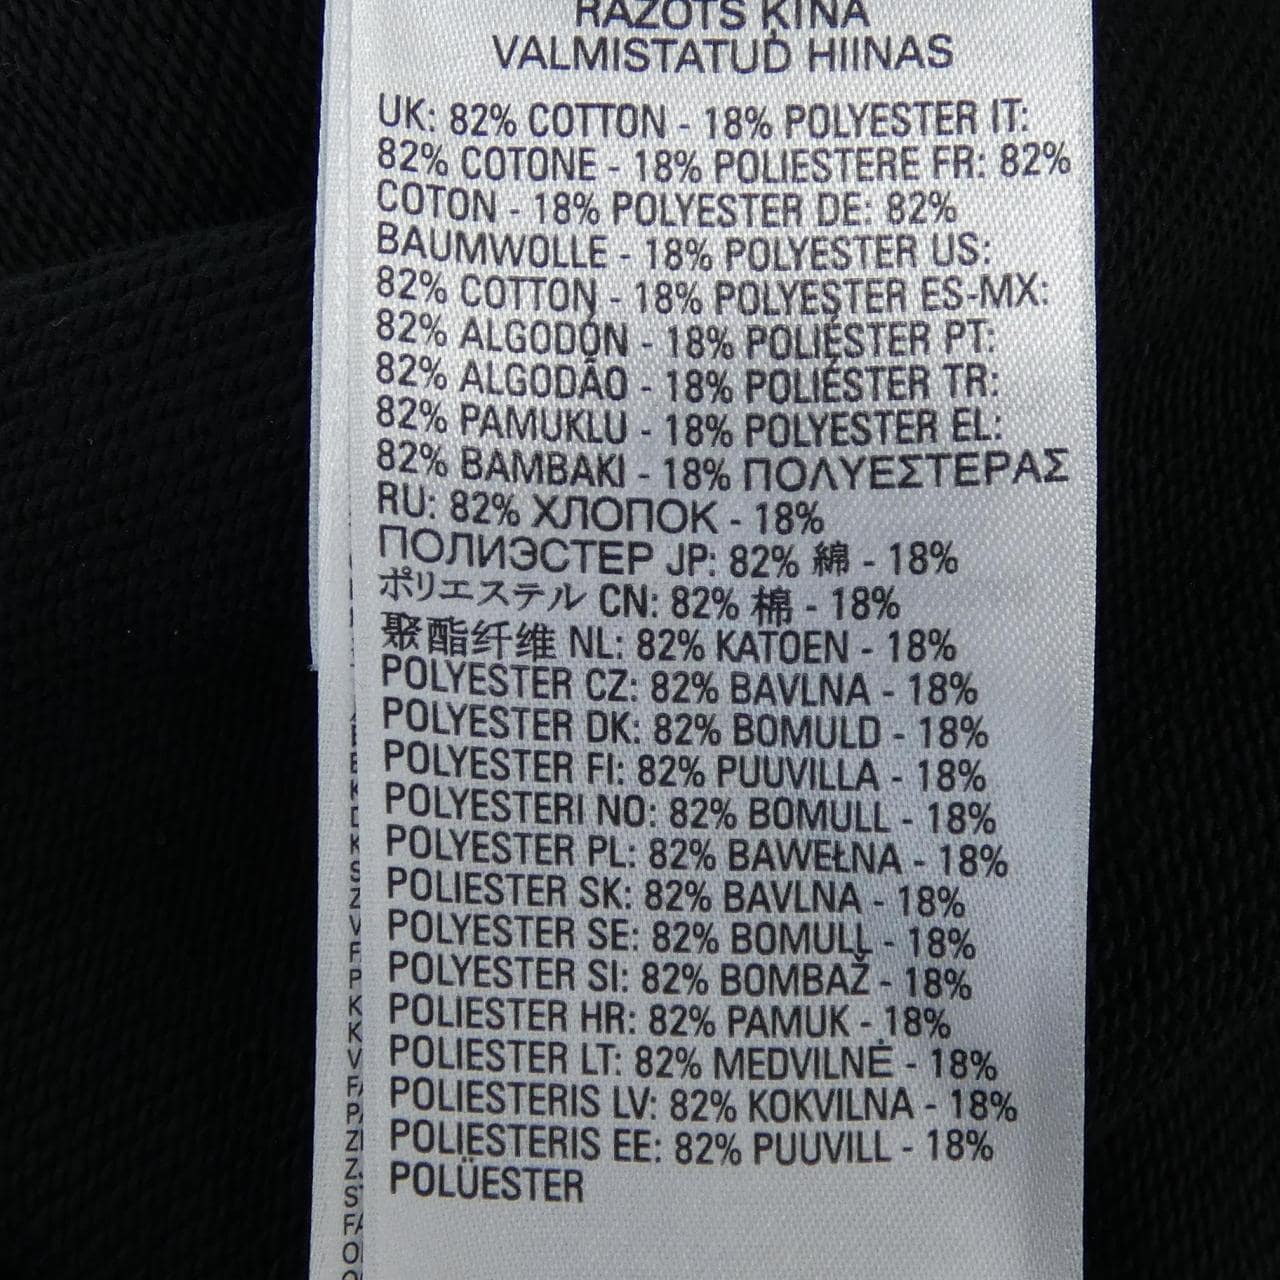 RAŽOTS ĶĪNĀ
VALMISTATUD HIINAS
UK: 82% COTTON - 18% POLYESTER IT:
82% COTONE - 18% POLIESTERE FR: 82%
COTON - 18% POLYESTER DE: 82%
BAUMWOLLE - 18% POLYESTER US:
82% COTTON - 18% POLYESTER ES-MX:
82% ALGODÓN - 18% POLIÉSTER PT:
82% ALGODÃO - 18% POLIÉSTER TR:
82% PAMUKLU - 18% POLYESTER EL:
82% BAMBAKI - 18% ΠΟΛΥΕΣΤΕΡΑΣ
RU: 82% ХЛОПОК - 18%
ПОЛИЭСТЕР JP: 82% 綿 - 18%
ポリエステル CN: 82% 棉 - 18%
聚酯纤维 NL: 82% KATOEN - 18%
POLYESTER CZ: 82% BAVLNA - 18%
POLYESTER DK: 82% BOMULD - 18%
POLYESTER FI: 82% PUUVILLA - 18%
POLYESTERI NO: 82% BOMULL - 18%
POLYESTER PL: 82% BAWEŁNA - 18%
POLIESTER SK: 82% BAVLNA - 18%
POLYESTER SE: 82% BOMULL - 18%
POLYESTER SI: 82% BOMBAŽ - 18%
POLIESTER HR: 82% PAMUK - 18%
POLIESTER LT: 82% MEDVILNĖ - 18%
POLIESTERIS LV: 82% KOKVILNA - 18%
POLIESTERIS EE: 82% PUUVILL - 18%
POLÜESTER